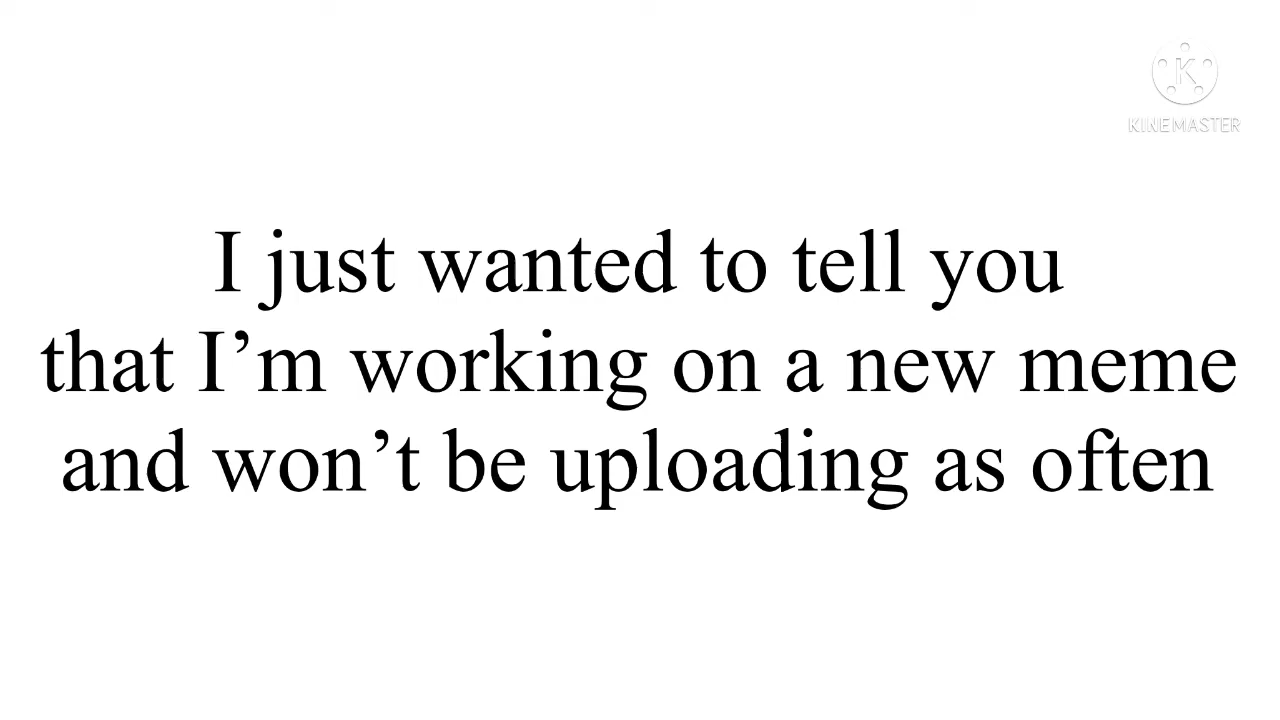 K
KINEMASTER
I just wanted to tell you
that I’m working on a new meme
and won’t be uploading as often